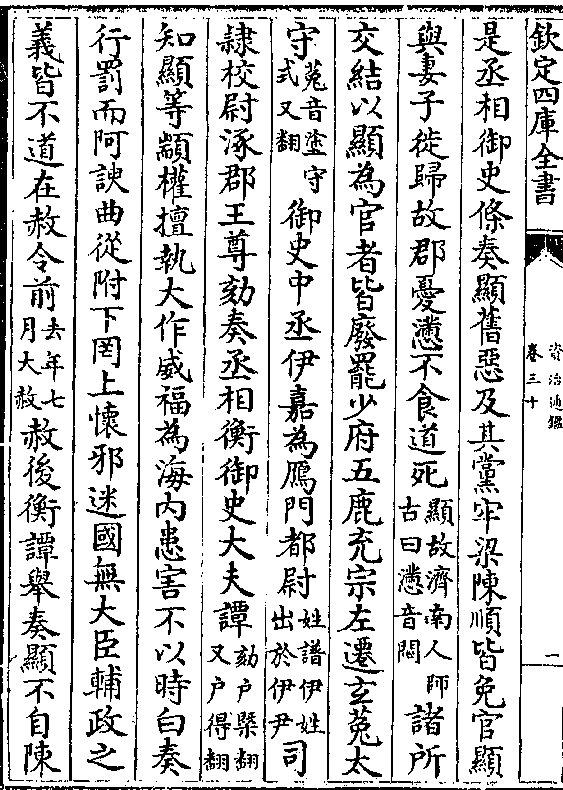 欽定四庫全書
資治通鑑
卷三十
一
是丞相御史條奏顯舊惡及其黨牢梁陳順皆免官顯
與妻子徙歸故郡憂懣不食道死顯故濟南人師古曰懣音悶諸所
交結以顯為官者皆廢罷少府五鹿充宗左遷玄菟太
守菟音塗守式又翻御史中丞伊嘉為鴈門都尉姓譜伊姓出於伊尹司
隷校尉涿郡王尊劾奏丞相衡御史大夫譚劾戶槩翻又戶得翻
知顯等顓權擅執大作威福為海内患害不以時白奏
行罰而阿諛曲從附下罔上懷邪迷國無大臣輔政之
義皆不道在赦令前去年七月大赦赦後衡譚舉奏顯不自陳